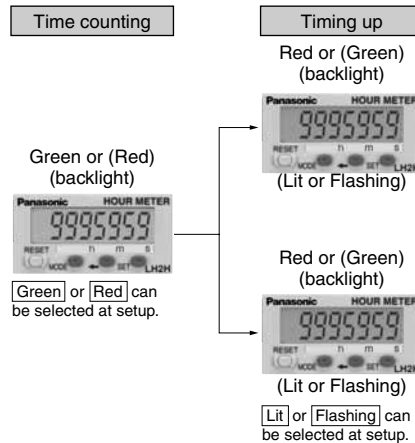 Time counting
Timing up
Green or (Red)
(backlight)
Panasonic HOUR METER
9995959
RESET h m s
MODE SET LH2H
Green or Red can
be selected at setup.
Red or (Green)
(backlight)
Panasonic HOUR METER
9995959
RESET h m s
MODE SET LH2H
(Lit or Flashing)
Red or (Green)
(backlight)
Panasonic HOUR METER
9995959
RESET h m s
MODE SET LH2H
(Lit or Flashing)
Lit or Flashing can
be selected at setup.